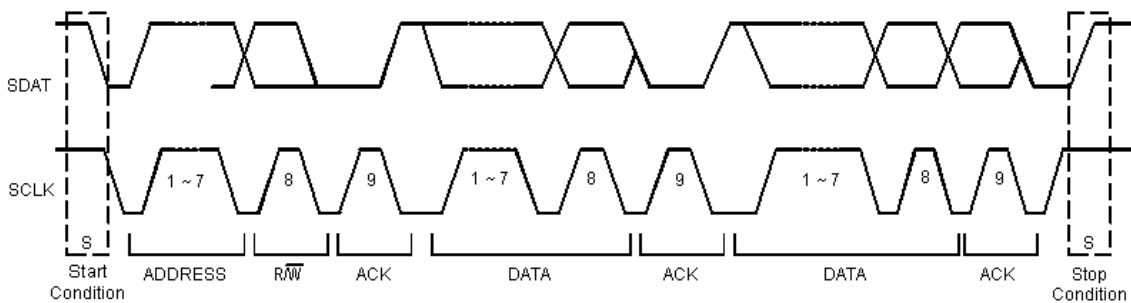 SDAT
SCLK
1 ~ 7 8 9 1 ~ 7 8 9 1 ~ 7 8 9
S S
Start Condition ADDRESS R/W ACK DATA ACK DATA ACK Stop Condition